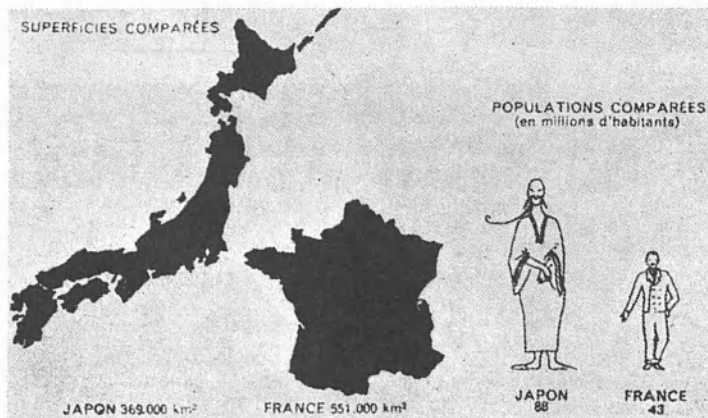 SUPERFICIES COMPARÉES
POPULATIONS COMPARÉES
(en millions d'habitants)
JAPON 369.000 km²
FRANCE 551.000 km²
JAPON
88
FRANCE
43